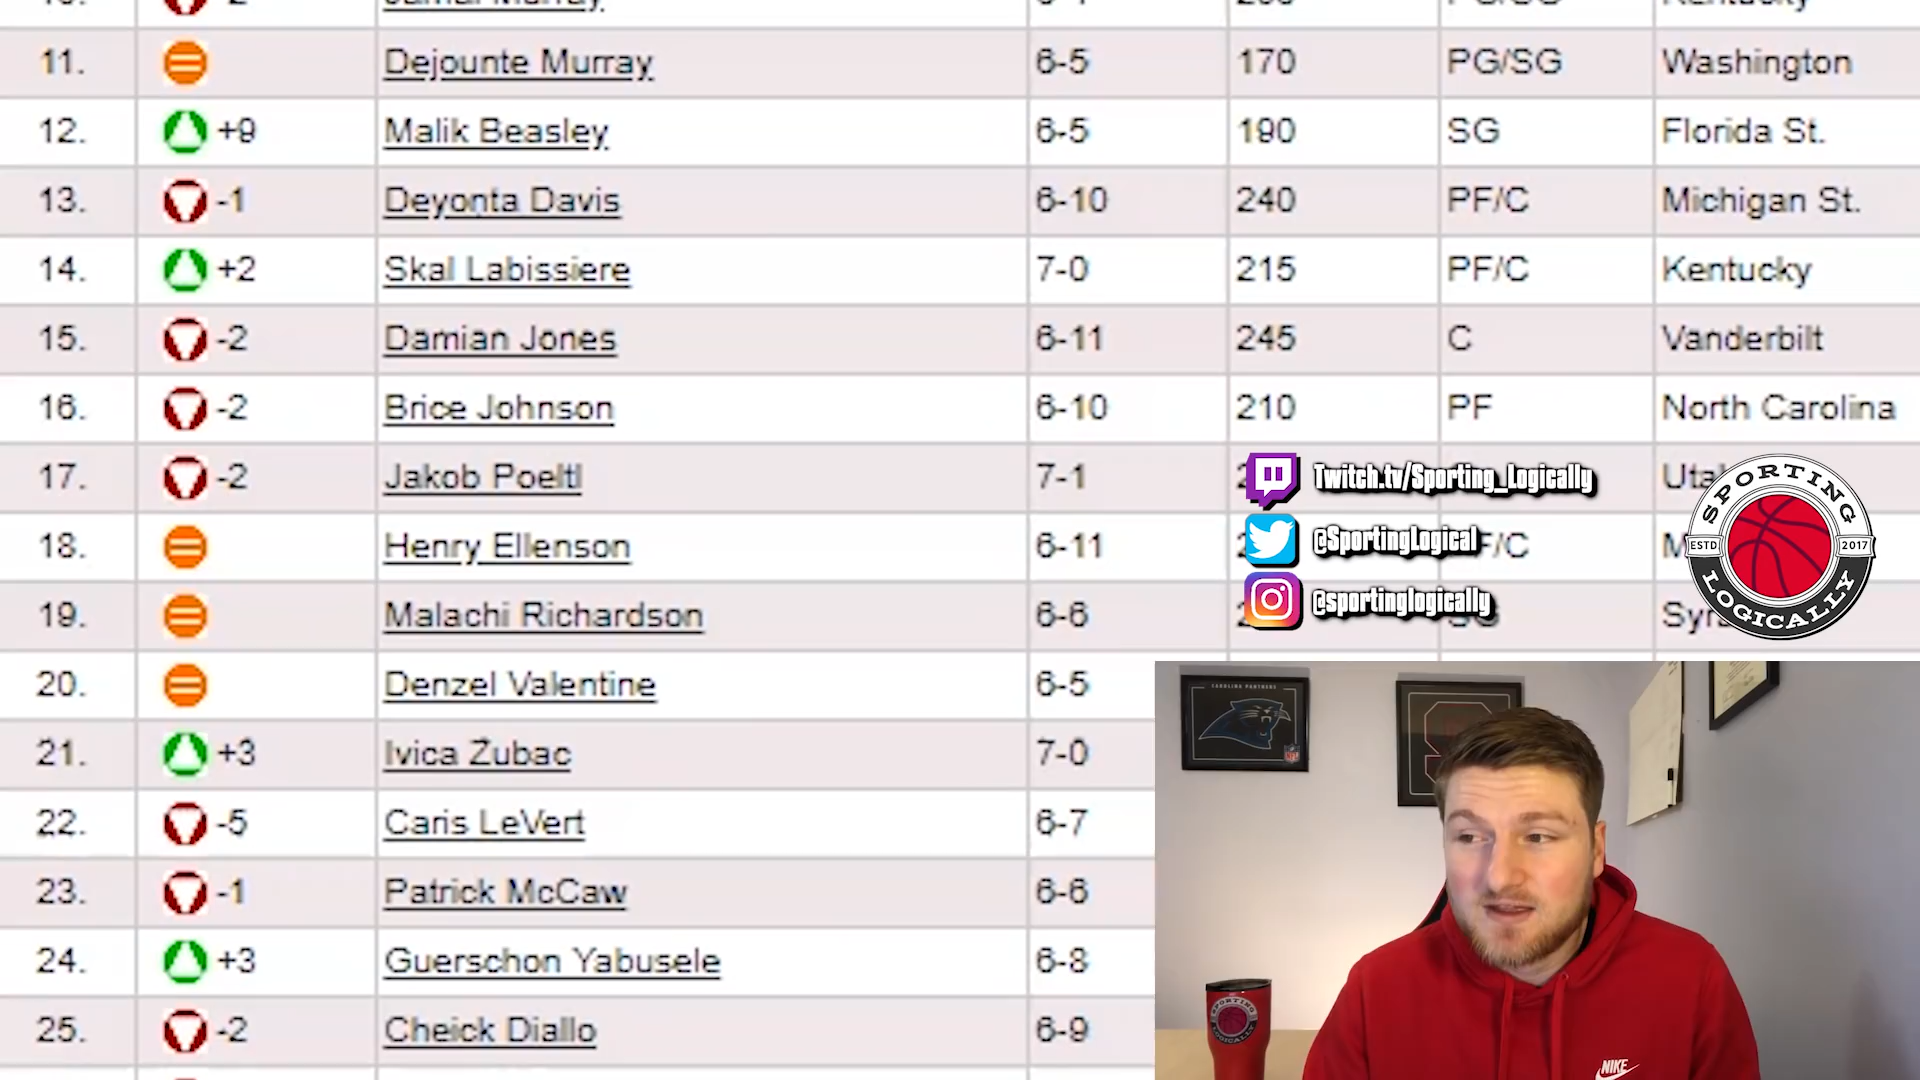 11. Dejounte Murray 6-5 170 PG/SG Washington
12. +9 Malik Beasley 6-5 190 SG Florida St.
13. -1 Deyonta Davis 6-10 240 PF/C Michigan St.
14. +2 Skal Labissiere 7-0 215 PF/C Kentucky
15. -2 Damian Jones 6-11 245 C Vanderbilt
16. -2 Brice Johnson 6-10 210 PF North Carolina
17. -2 Jakob Poeltl 7-1
Twitch.tv/Sporting_Logically
18. Henry Ellenson 6-11
@SportingLogical
19. Malachi Richardson 6-6
@sportinglogically
SPORTING
ESTD 2017
LOGICALLY
20. Denzel Valentine 6-5
21. +3 Ivica Zubac 7-0
22. -5 Caris LeVert 6-7
23. -1 Patrick McCaw 6-6
24. +3 Guerschon Yabusele 6-8
25. -2 Cheick Diallo 6-9
CAROLINA PANTHERS
NFL
SPORTING
LOGICALLY
NIKE